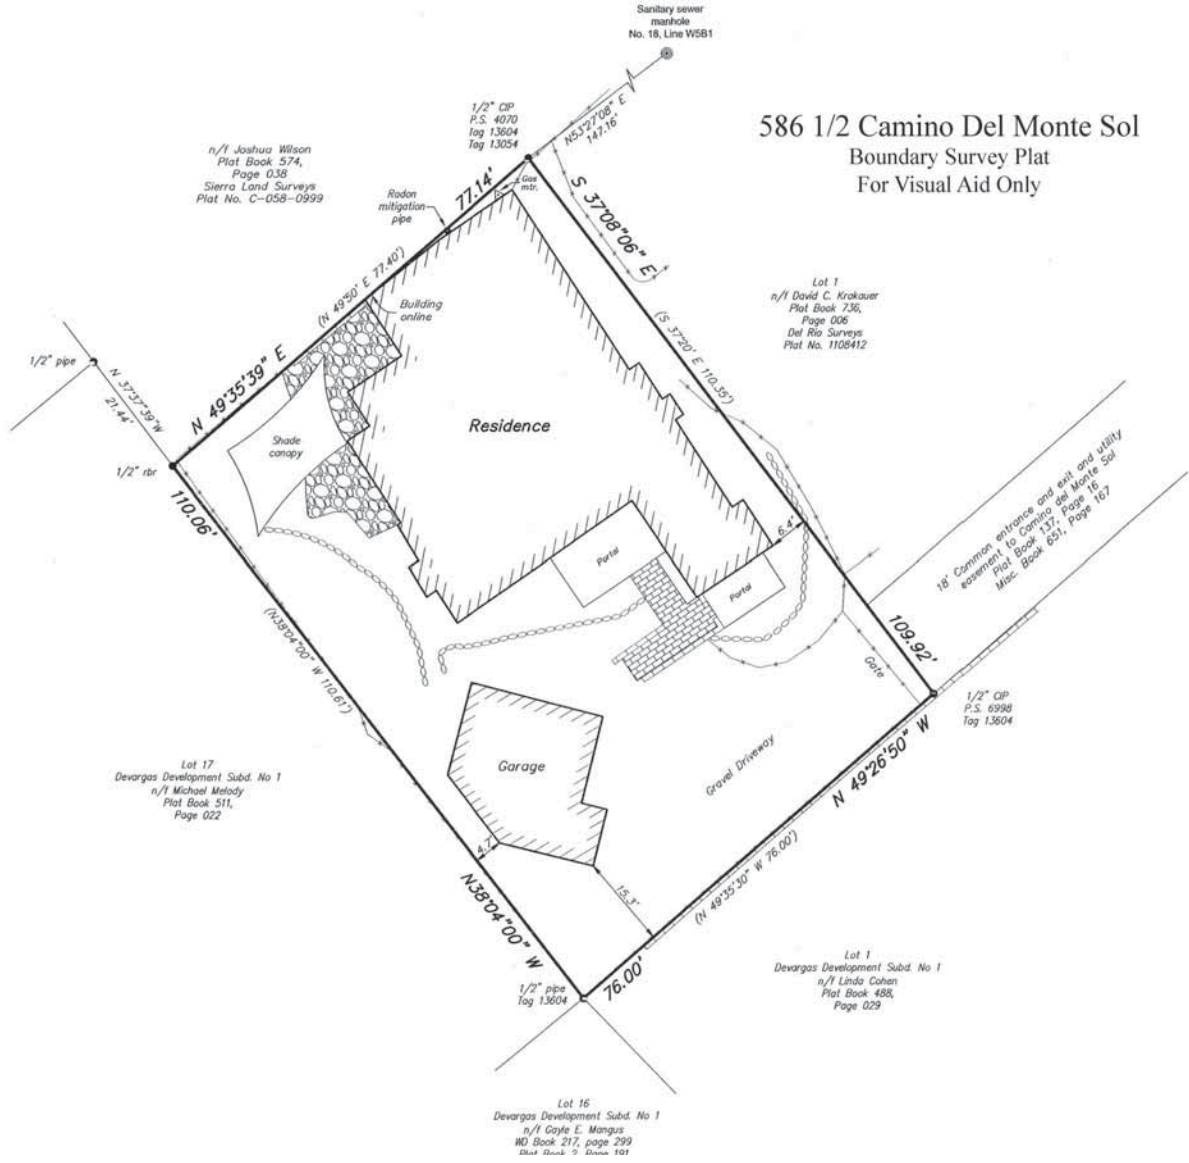 Sanitary sewer
manhole
No. 18, Line W5B1
586 1/2 Camino Del Monte Sol
Boundary Survey Plat
For Visual Aid Only
N53°27'08" E
147.16'
1/2" CIP
P.S. 4070
Tag 13604
Tag 13054
n/f Joshua Wilson
Plat Book 574,
Page 038
Sierra Land Surveys
Plat No. C-058-0999
77.14'
Gas
mtr.
Radon
mitigation
pipe
S 37°08'06" E
(N 49°50' E 77.40')
Building
online
Lot 1
n/f David C. Krakauer
Plat Book 736,
Page 006
Del Rio Surveys
Plat No. 1108412
(S 37°20' E 110.35')
1/2" pipe
N 37°37'39"W
21.44'
N 49°35'39" E
Residence
Shade
canopy
1/2" rbr
110.06'
18' Common entrance and exit and utility
easement to Camino del Monte Sol
Plat Book 137, Page 16
Misc. Book 651, Page 167
6.4'
Portal
Portal
(N38°04'00" W 110.61')
109.92'
Gate
1/2" CIP
P.S. 6998
Tag 13604
N 49°26'50" W
Gravel Driveway
Garage
Lot 17
Devargas Development Subd. No 1
n/f Michael Melody
Plat Book 511,
Page 022
4.7'
(N 49°35'30" W 76.00')
15.3'
N38°04'00" W
1/2" pipe
Tag 13604
76.00'
Lot 1
Devargas Development Subd. No 1
n/f Linda Cohen
Plat Book 488,
Page 029
Lot 16
Devargas Development Subd. No 1
n/f Gayle E. Mangus
WD Book 217, page 299
Plat Book 2, Page 191